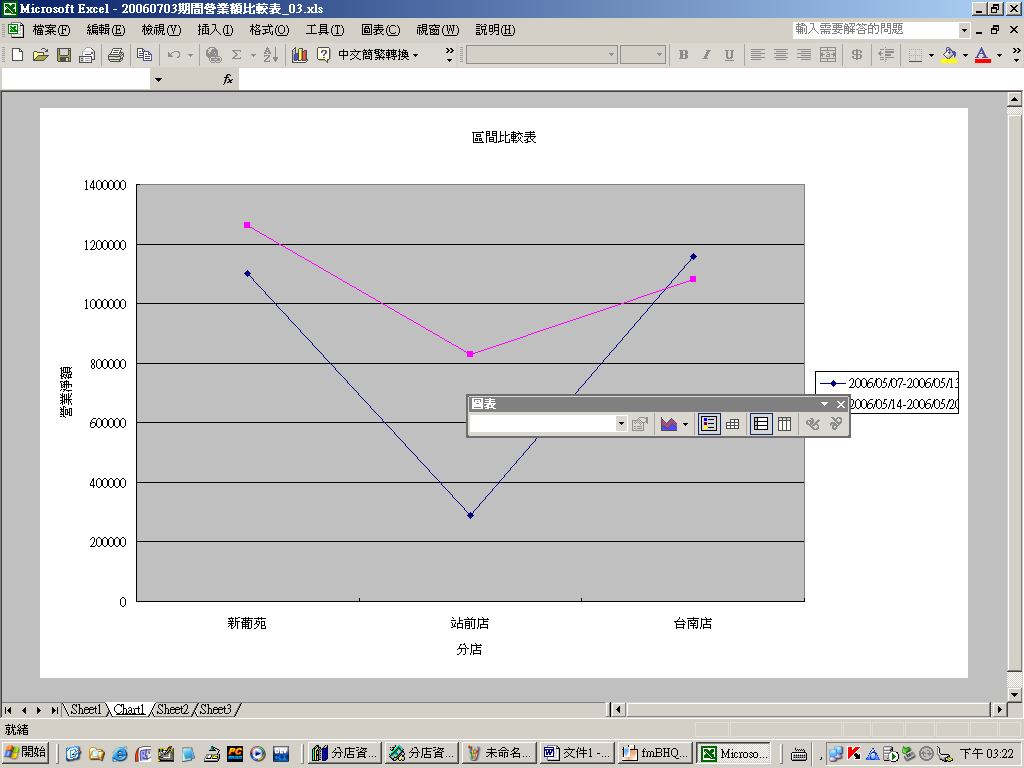 Microsoft Excel - 20060703期間營業額比較表_03.xls
檔案(F) 編輯(E) 檢視(V) 插入(I) 格式(O) 工具(T) 圖表(C) 視窗(W) 說明(H) 輸入需要解答的問題
中文簡繁轉換
B I U $
fx
區間比較表
1400000
1200000
1000000
800000
600000
400000
200000
0
營業淨額
新葡苑 站前店 台南店
分店
2006/05/07-2006/05/13
2006/05/14-2006/05/20
圖表
Sheet1 Chart1 Sheet2 Sheet3
就緒
開始 分店資... 分店資... 未命名... 文件1 -... fmBHQ... Microso... 下午 03:22